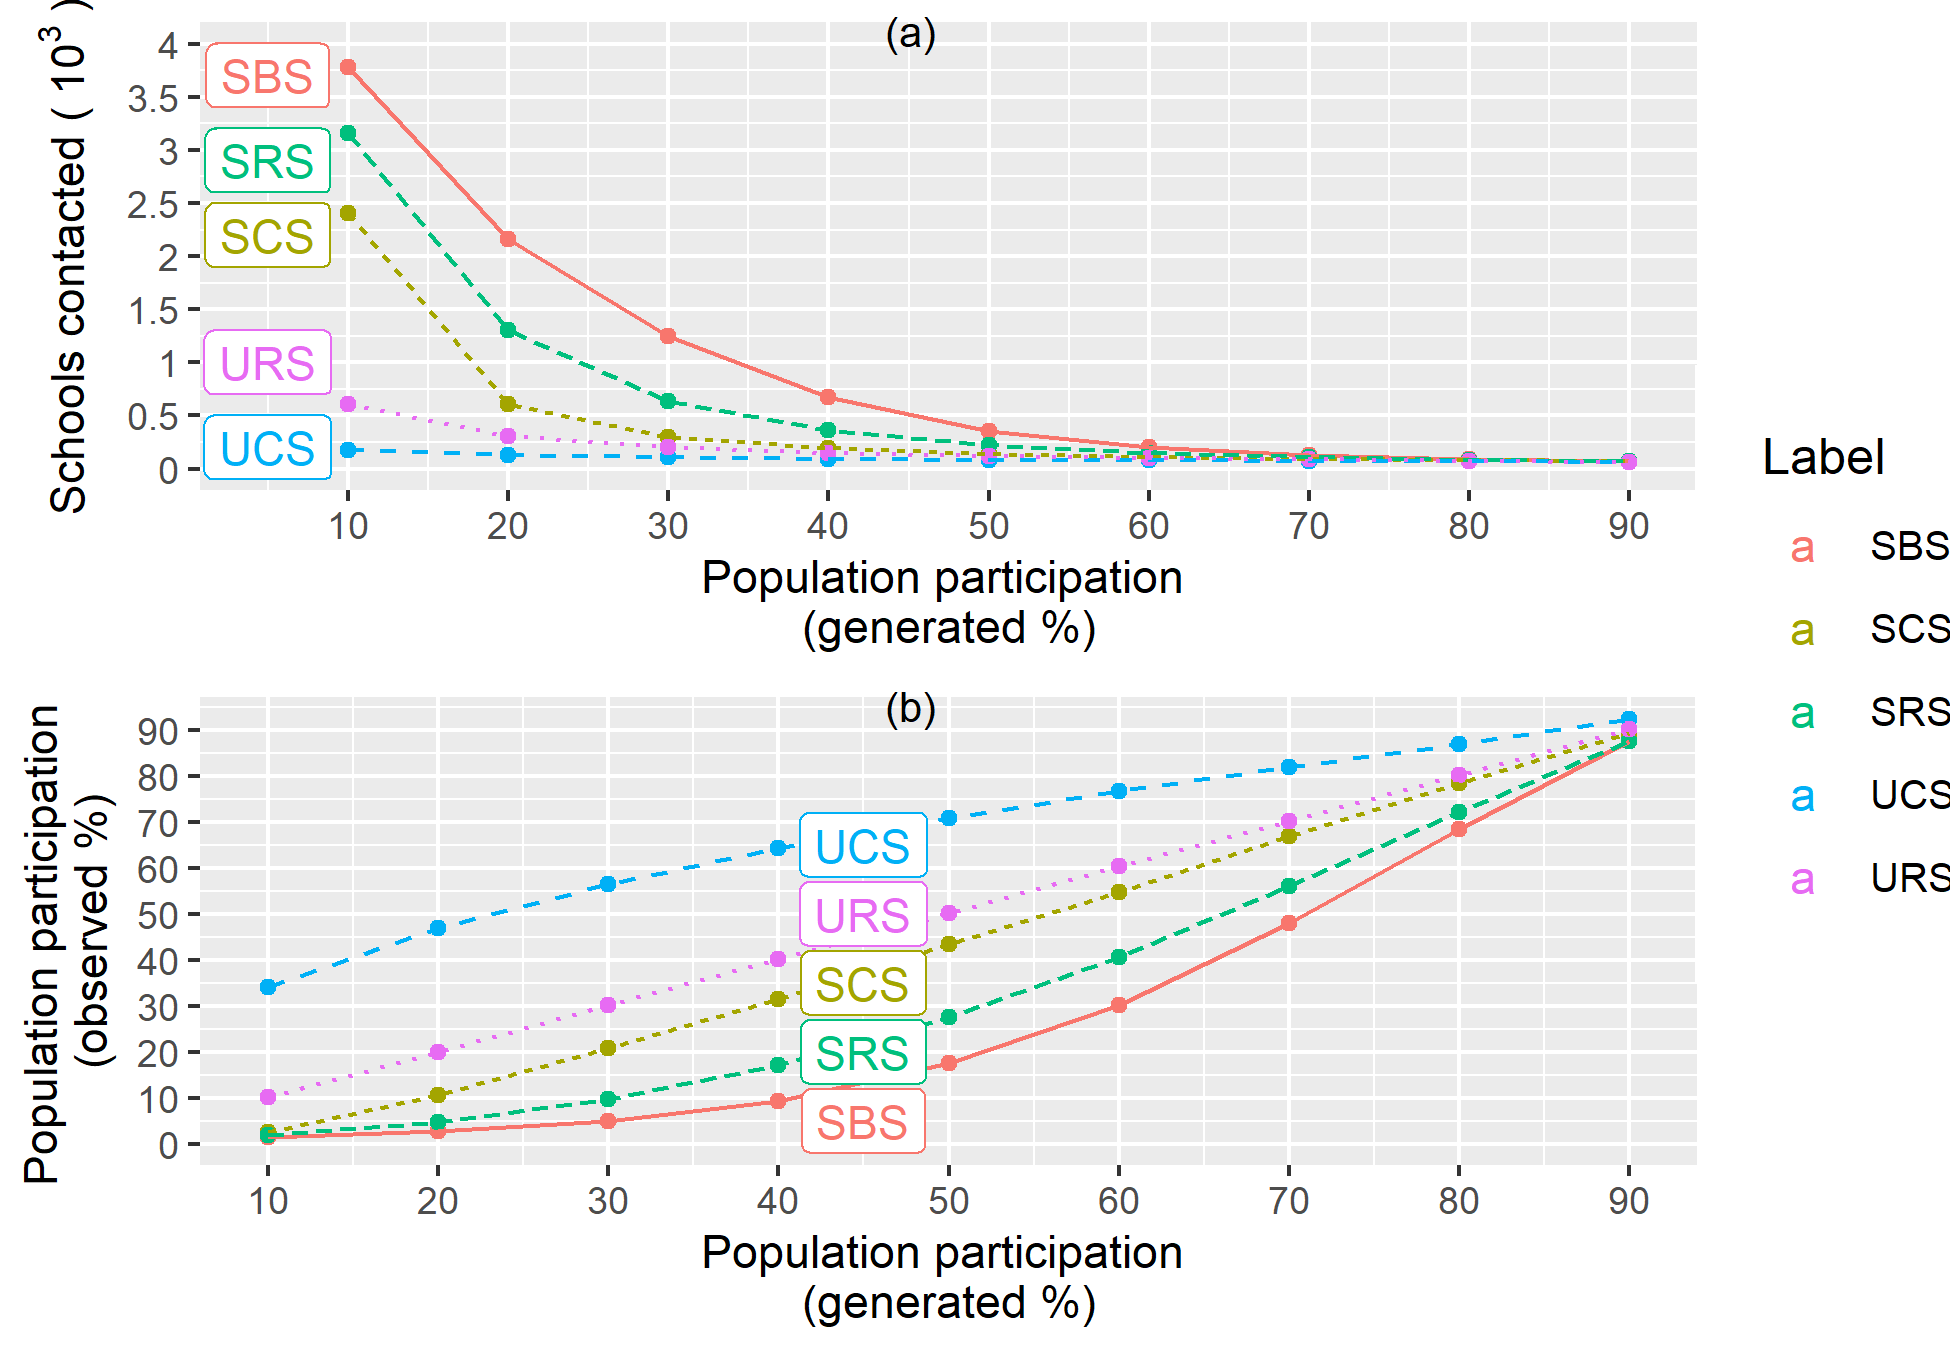 (a)
Schools contacted ( 10³ )
4
3.5
3
2.5
2
1.5
1
0.5
0
SBS
SRS
SCS
URS
UCS
10 20 30 40 50 60 70 80 90
Population participation
(generated %)
(b)
Population participation
(observed %)
90
80
70
60
50
40
30
20
10
0
UCS
URS
SCS
SRS
SBS
10 20 30 40 50 60 70 80 90
Population participation
(generated %)
Label
a SBS
a SCS
a SRS
a UCS
a URS